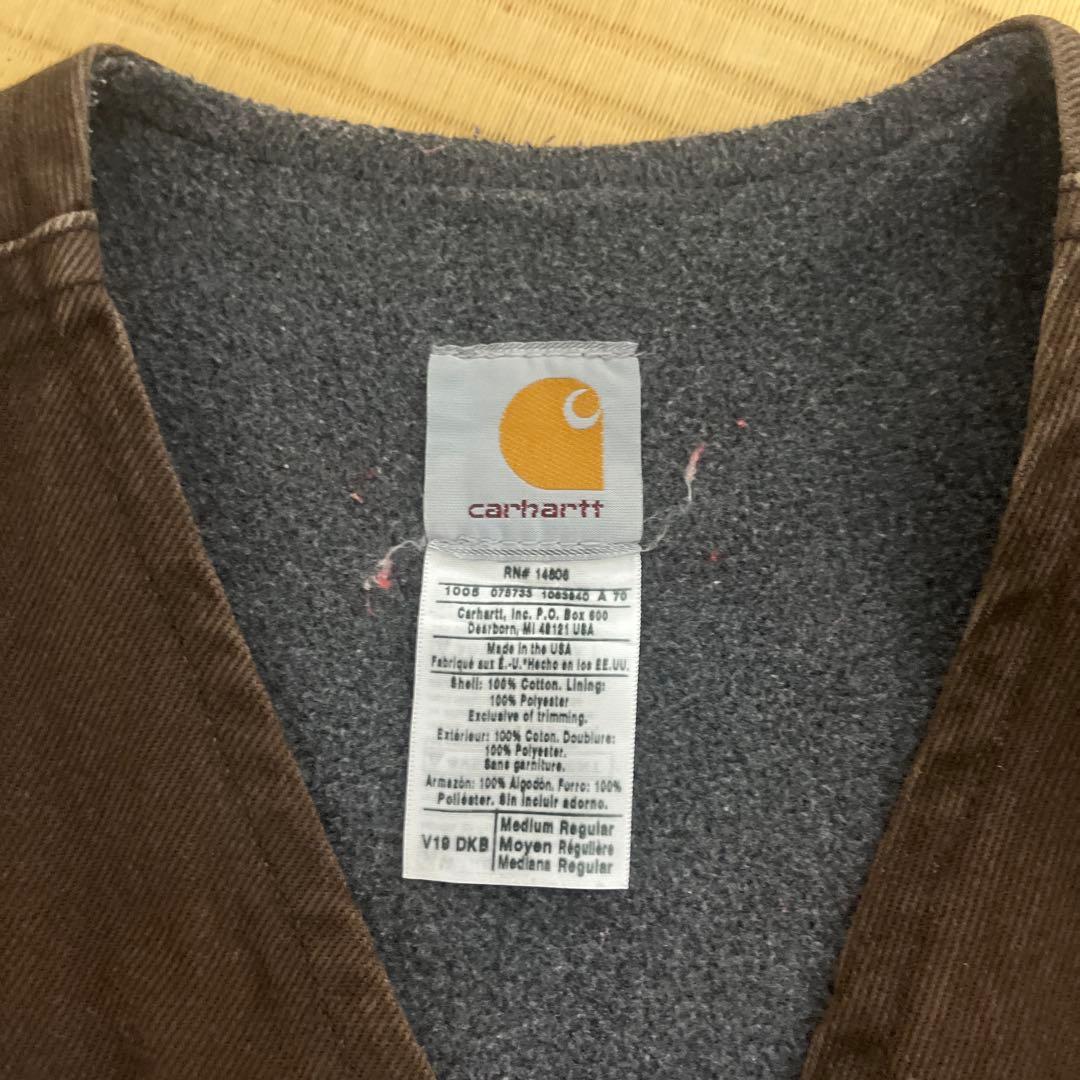 carhartt
RN# 14806
1005 075733 1063840 A 70
Carhartt, Inc. P.O. Box 600
Dearborn, MI 48121 USA
Made in the USA
Fabriqué aux É.-U.*Hecho en los EE.UU.
Shell: 100% Cotton. Lining:
100% Polyester
Exclusive of trimming.
Extérieur: 100% Coton. Doublure:
100% Polyester.
Sans garniture.
Armazón: 100% Algodón. Forro: 100%
Poliéster. Sin incluir adorno.
Medium Regular
V19 DKB Moyen Régulière
Mediana Regular